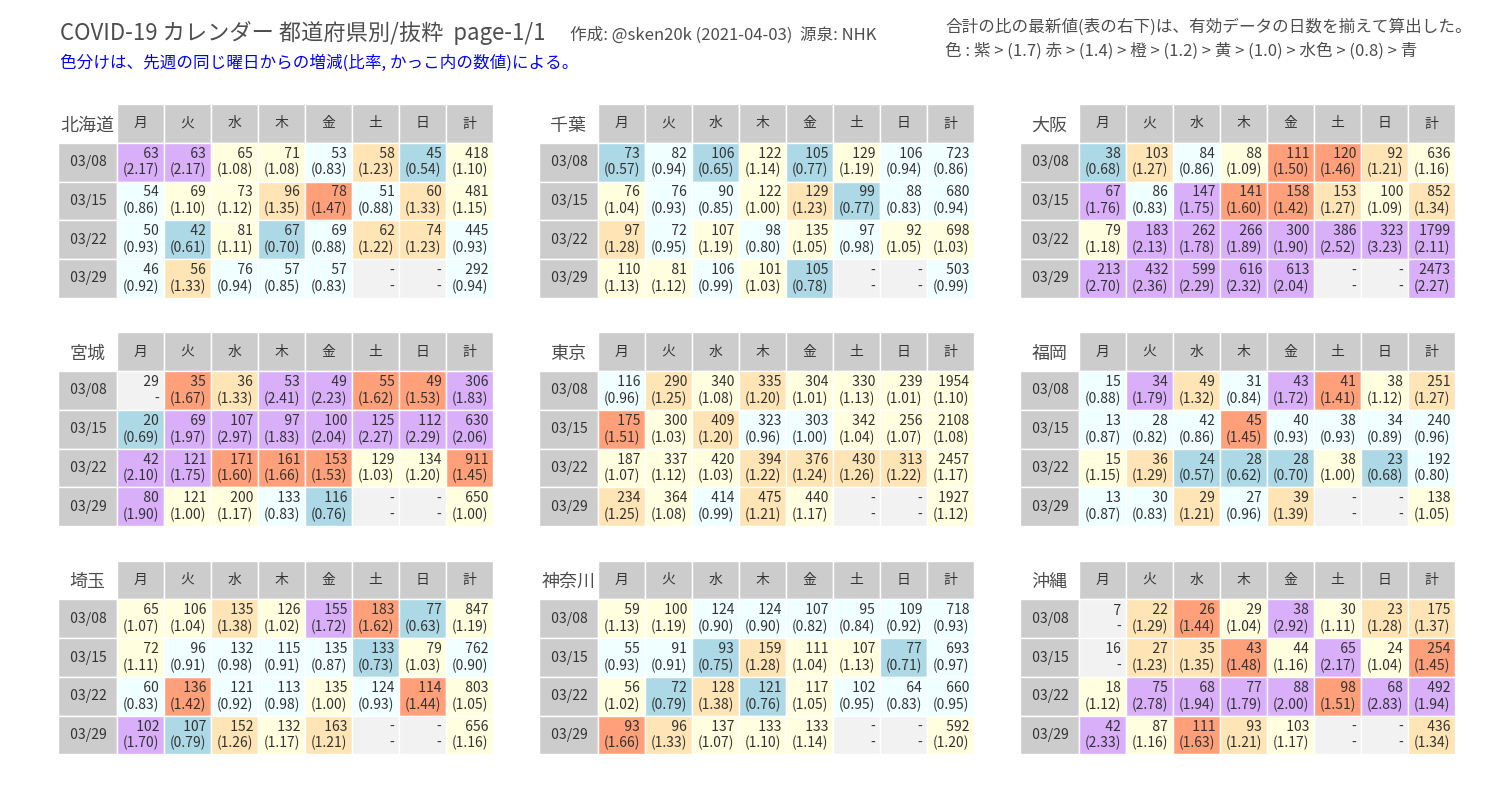 COVID-19 カレンダー 都道府県別/抜粋 page-1/1 作成: @sken20k (2021-04-03) 源泉: NHK
色分けは、先週の同じ曜日からの増減(比率, かっこ内の数値)による。
合計の比の最新値(表の右下)は、有効データの日数を揃えて算出した。
色 : 紫 > (1.7) 赤 > (1.4) > 橙 > (1.2) > 黄 > (1.0) > 水色 > (0.8) > 青
北海道 月 火 水 木 金 土 日 計
03/08 63 63 65 71 53 58 45 418
(2.17) (2.17) (1.08) (1.08) (0.83) (1.23) (0.54) (1.10)
03/15 54 69 73 96 78 51 60 481
(0.86) (1.10) (1.12) (1.35) (1.47) (0.88) (1.33) (1.15)
03/22 50 42 81 67 69 62 74 445
(0.93) (0.61) (1.11) (0.70) (0.88) (1.22) (1.23) (0.93)
03/29 46 56 76 57 57 - - 292
(0.92) (1.33) (0.94) (0.85) (0.83) - - (0.94)
千葉 月 火 水 木 金 土 日 計
03/08 73 82 106 122 105 129 106 723
(0.57) (0.94) (0.65) (1.14) (0.77) (1.19) (0.94) (0.86)
03/15 76 76 90 122 129 99 88 680
(1.04) (0.93) (0.85) (1.00) (1.23) (0.77) (0.83) (0.94)
03/22 97 72 107 98 135 97 92 698
(1.28) (0.95) (1.19) (0.80) (1.05) (0.98) (1.05) (1.03)
03/29 110 81 106 101 105 - - 503
(1.13) (1.12) (0.99) (1.03) (0.78) - - (0.99)
大阪 月 火 水 木 金 土 日 計
03/08 38 103 84 88 111 120 92 636
(0.68) (1.27) (0.86) (1.09) (1.50) (1.46) (1.21) (1.16)
03/15 67 86 147 141 158 153 100 852
(1.76) (0.83) (1.75) (1.60) (1.42) (1.27) (1.09) (1.34)
03/22 79 183 262 266 300 386 323 1799
(1.18) (2.13) (1.78) (1.89) (1.90) (2.52) (3.23) (2.11)
03/29 213 432 599 616 613 - - 2473
(2.70) (2.36) (2.29) (2.32) (2.04) - - (2.27)
宮城 月 火 水 木 金 土 日 計
03/08 29 35 36 53 49 55 49 306
- (1.67) (1.33) (2.41) (2.23) (1.62) (1.53) (1.83)
03/15 20 69 107 97 100 125 112 630
(0.69) (1.97) (2.97) (1.83) (2.04) (2.27) (2.29) (2.06)
03/22 42 121 171 161 153 129 134 911
(2.10) (1.75) (1.60) (1.66) (1.53) (1.03) (1.20) (1.45)
03/29 80 121 200 133 116 - - 650
(1.90) (1.00) (1.17) (0.83) (0.76) - - (1.00)
東京 月 火 水 木 金 土 日 計
03/08 116 290 340 335 304 330 239 1954
(0.96) (1.25) (1.08) (1.20) (1.01) (1.13) (1.01) (1.10)
03/15 175 300 409 323 303 342 256 2108
(1.51) (1.03) (1.20) (0.96) (1.00) (1.04) (1.07) (1.08)
03/22 187 337 420 394 376 430 313 2457
(1.07) (1.12) (1.03) (1.22) (1.24) (1.26) (1.22) (1.17)
03/29 234 364 414 475 440 - - 1927
(1.25) (1.08) (0.99) (1.21) (1.17) - - (1.12)
福岡 月 火 水 木 金 土 日 計
03/08 15 34 49 31 43 41 38 251
(0.88) (1.79) (1.32) (0.84) (1.72) (1.41) (1.12) (1.27)
03/15 13 28 42 45 40 38 34 240
(0.87) (0.82) (0.86) (1.45) (0.93) (0.93) (0.89) (0.96)
03/22 15 36 24 28 28 38 23 192
(1.15) (1.29) (0.57) (0.62) (0.70) (1.00) (0.68) (0.80)
03/29 13 30 29 27 39 - - 138
(0.87) (0.83) (1.21) (0.96) (1.39) - - (1.05)
埼玉 月 火 水 木 金 土 日 計
03/08 65 106 135 126 155 183 77 847
(1.07) (1.04) (1.38) (1.02) (1.72) (1.62) (0.63) (1.19)
03/15 72 96 132 115 135 133 79 762
(1.11) (0.91) (0.98) (0.91) (0.87) (0.73) (1.03) (0.90)
03/22 60 136 121 113 135 124 114 803
(0.83) (1.42) (0.92) (0.98) (1.00) (0.93) (1.44) (1.05)
03/29 102 107 152 132 163 - - 656
(1.70) (0.79) (1.26) (1.17) (1.21) - - (1.16)
神奈川 月 火 水 木 金 土 日 計
03/08 59 100 124 124 107 95 109 718
(1.13) (1.19) (0.90) (0.90) (0.82) (0.84) (0.92) (0.93)
03/15 55 91 93 159 111 107 77 693
(0.93) (0.91) (0.75) (1.28) (1.04) (1.13) (0.71) (0.97)
03/22 56 72 128 121 117 102 64 660
(1.02) (0.79) (1.38) (0.76) (1.05) (0.95) (0.83) (0.95)
03/29 93 96 137 133 133 - - 592
(1.66) (1.33) (1.07) (1.10) (1.14) - - (1.20)
沖縄 月 火 水 木 金 土 日 計
03/08 7 22 26 29 38 30 23 175
- (1.29) (1.44) (1.04) (2.92) (1.11) (1.28) (1.37)
03/15 16 27 35 43 44 65 24 254
- (1.23) (1.35) (1.48) (1.16) (2.17) (1.04) (1.45)
03/22 18 75 68 77 88 98 68 492
(1.12) (2.78) (1.94) (1.79) (2.00) (1.51) (2.83) (1.94)
03/29 42 87 111 93 103 - - 436
(2.33) (1.16) (1.63) (1.21) (1.17) - - (1.34)